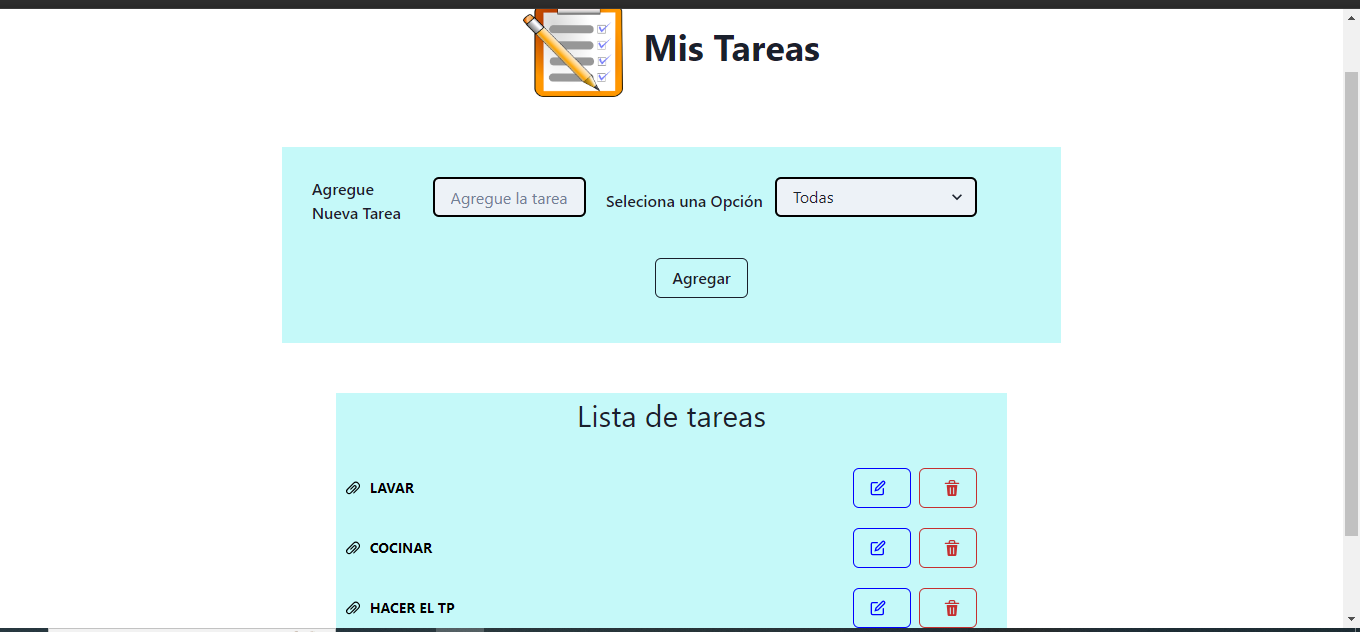 Mis Tareas
Agregue
Nueva Tarea
Agregue la tarea
Seleciona una Opción
Todas
Agregar
Lista de tareas
LAVAR
COCINAR
HACER EL TP